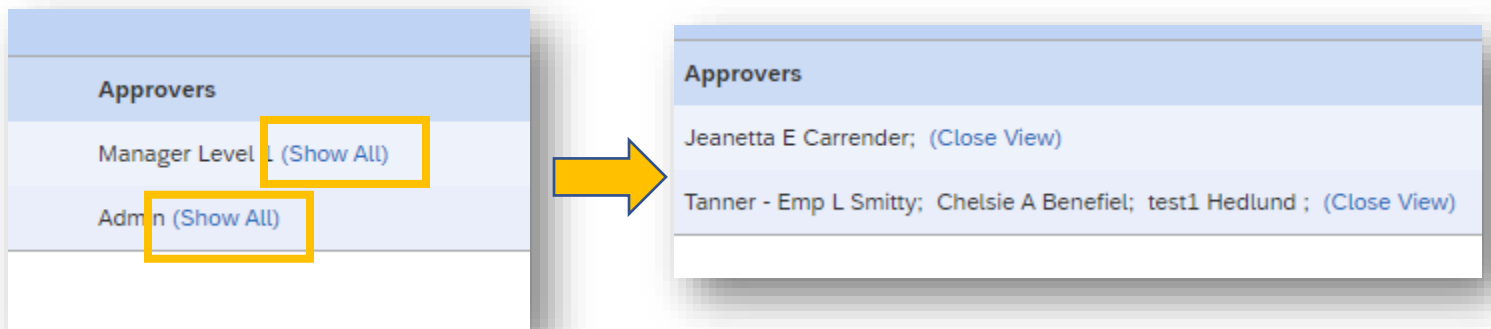 Approvers
Manager Level 1 (Show All)
Admin (Show All)
Approvers
Jeanetta E Carrender; (Close View)
Tanner - Emp L Smitty; Chelsie A Benefiel; test1 Hedlund ; (Close View)